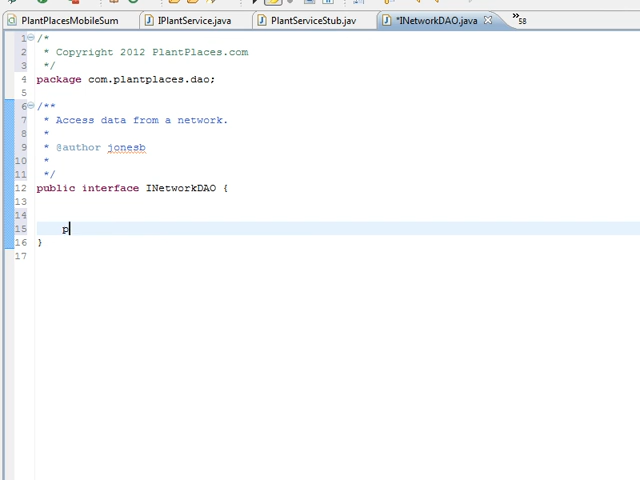 PlantPlacesMobileSum
IPlantService.java
PlantServiceStub.jav
*INetworkDAO.java
»58
1 /*
2  * Copyright 2012 PlantPlaces.com
3  */
4 package com.plantplaces.dao;
5
6 /**
7  * Access data from a network.
8  *
9  * @author jonesb
10  *
11  */
12 public interface INetworkDAO {
13
14
15     p
16 }
17